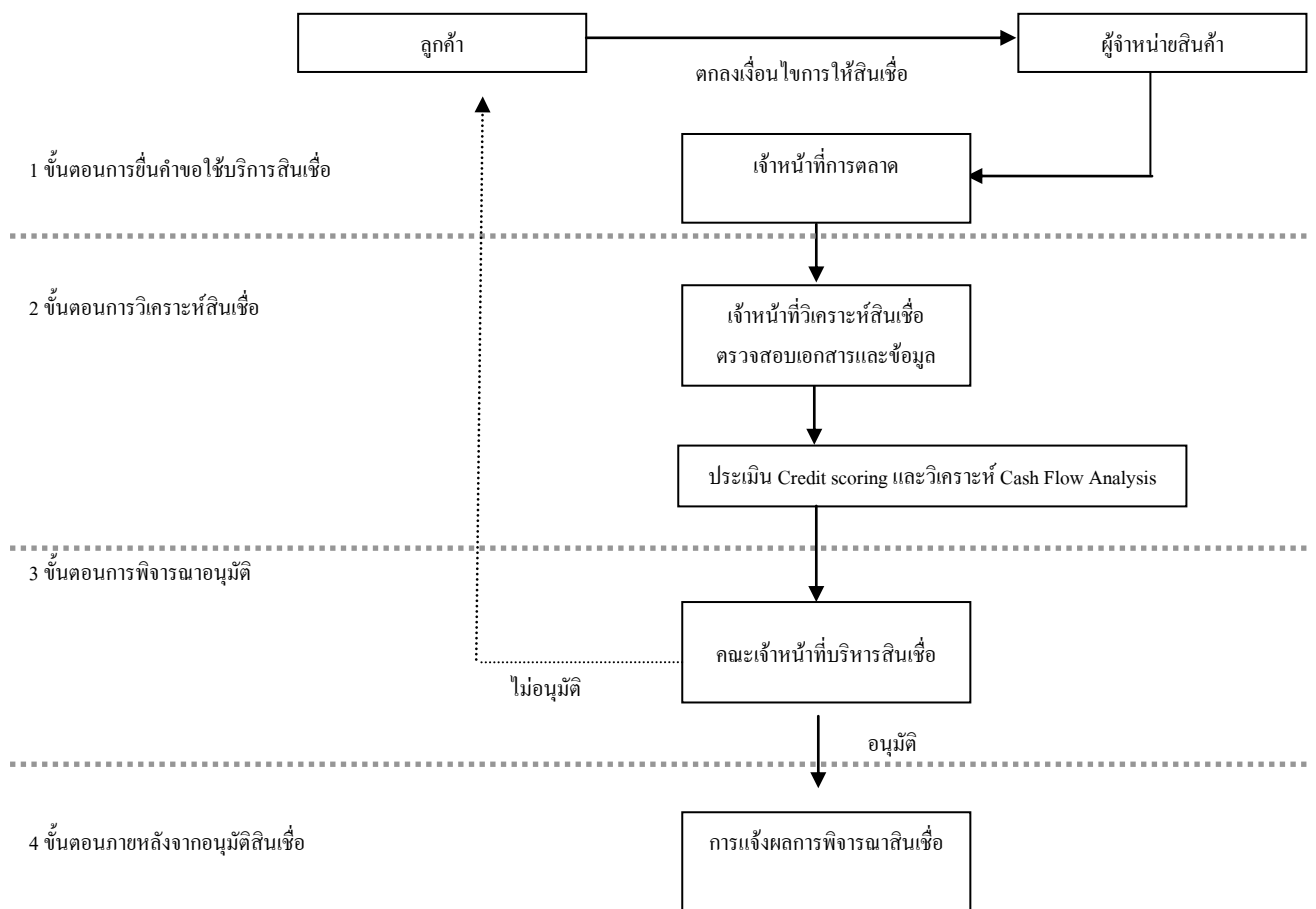 ลูกค้า
ผู้จำหน่ายสินค้า
ตกลงเงื่อนไขการให้สินเชื่อ
1 ขั้นตอนการยื่นคำขอใช้บริการสินเชื่อ
เจ้าหน้าที่การตลาด
2 ขั้นตอนการวิเคราะห์สินเชื่อ
เจ้าหน้าที่วิเคราะห์สินเชื่อ
ตรวจสอบเอกสารและข้อมูล
ประเมิน Credit scoring และวิเคราะห์ Cash Flow Analysis
3 ขั้นตอนการพิจารณาอนุมัติ
คณะเจ้าหน้าที่บริหารสินเชื่อ
ไม่อนุมัติ
อนุมัติ
4 ขั้นตอนภายหลังจากอนุมัติสินเชื่อ
การแจ้งผลการพิจารณาสินเชื่อ